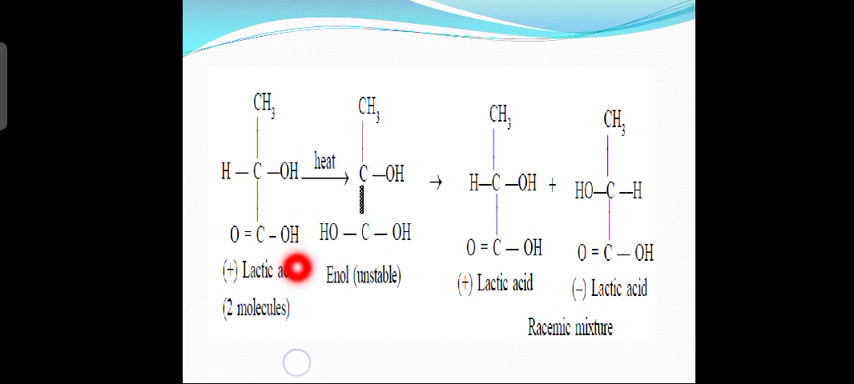 CH3 CH3 CH3 CH3
H — C —OH heat → C —OH → H—C —OH + HO—C —H
O = C – OH HO — C — OH O = C — OH O = C — OH
(+) Lactic Enol (unstable) (+) Lactic acid (–) Lactic acid
(2 molecules)
Racemic mixture